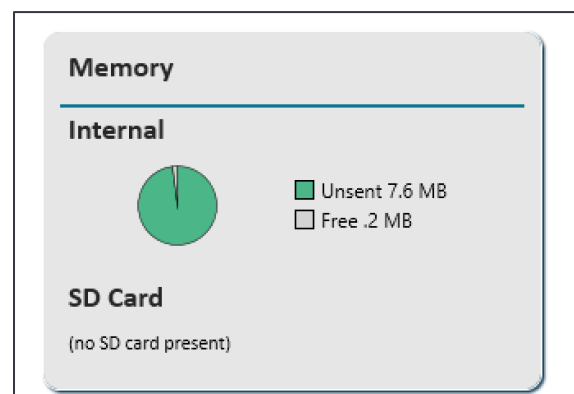 Memory
Internal
Unsent 7.6 MB
Free .2 MB
SD Card
(no SD card present)